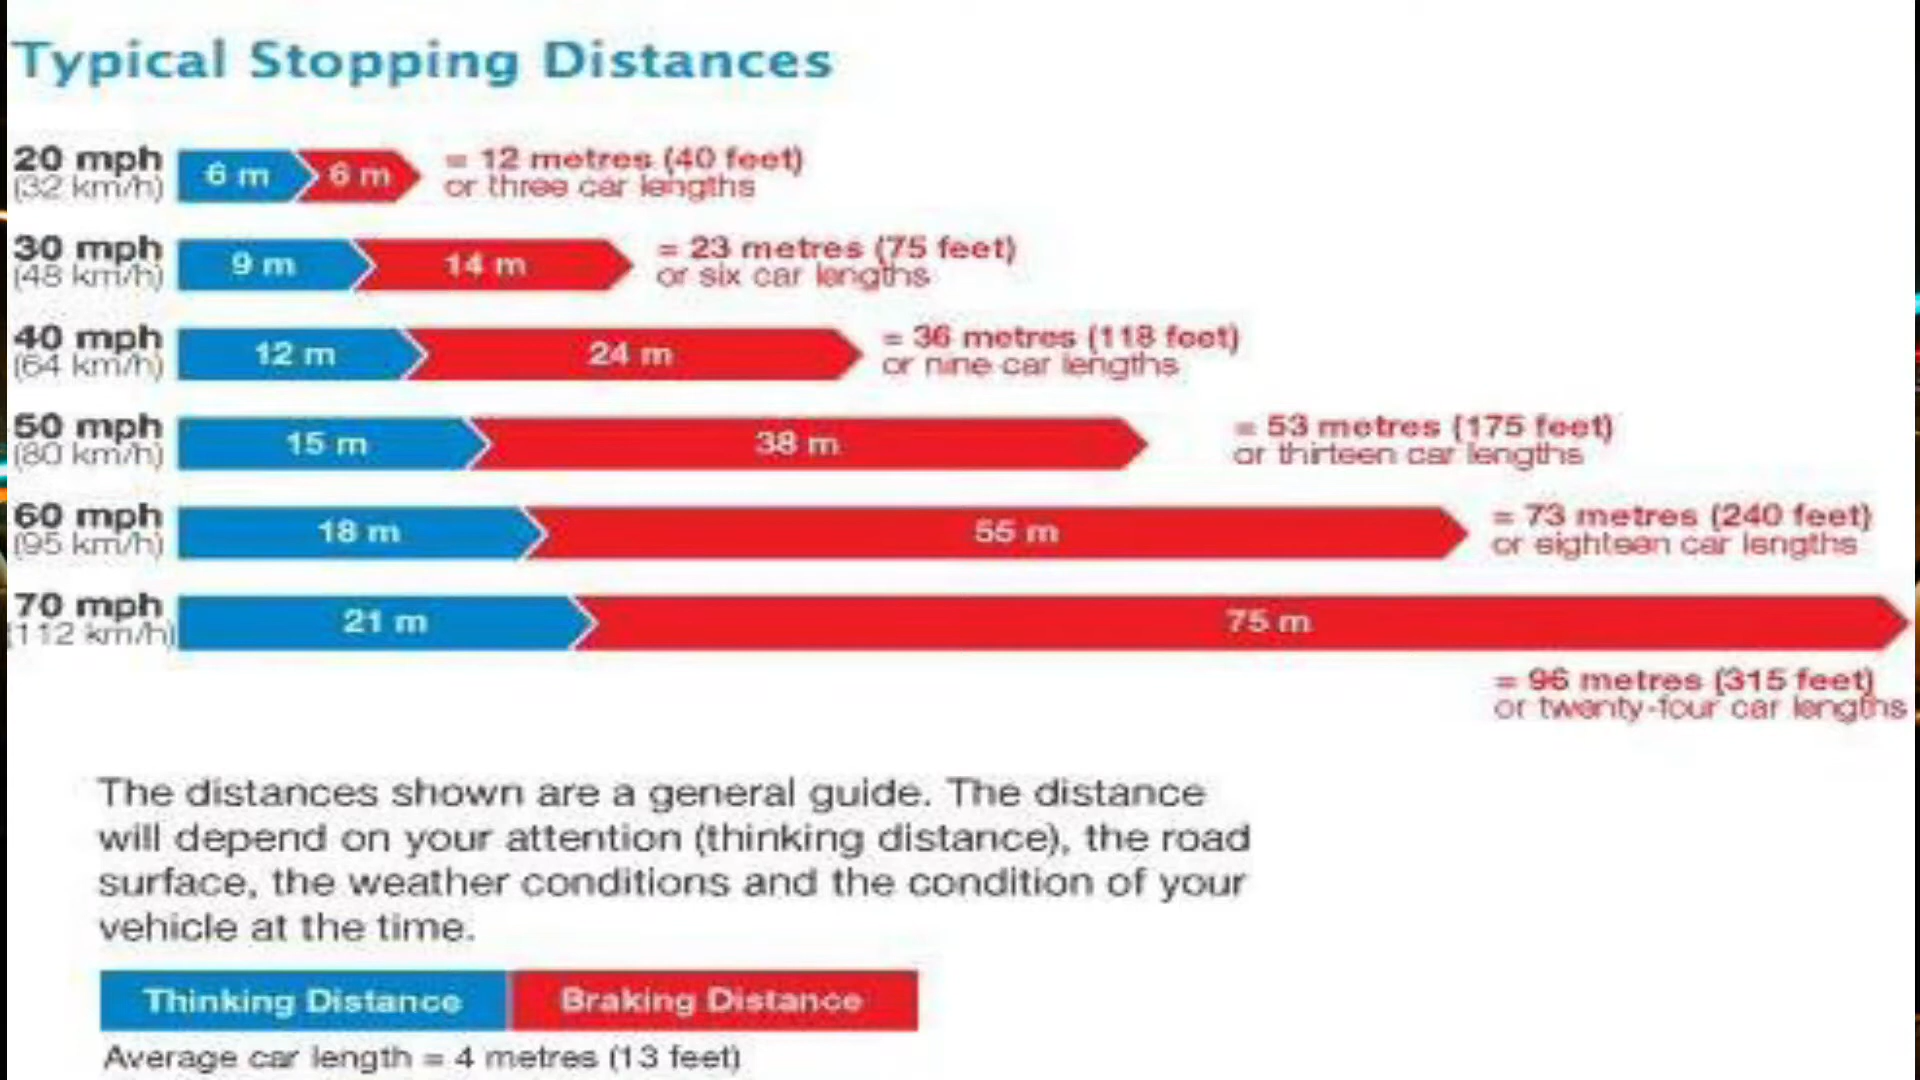 Typical Stopping Distances
20 mph
(32 km/h)
6 m
6 m
= 12 metres (40 feet)
or three car lengths
30 mph
(48 km/h)
9 m
14 m
= 23 metres (75 feet)
or six car lengths
40 mph
(64 km/h)
12 m
24 m
= 36 metres (118 feet)
or nine car lengths
50 mph
(80 km/h)
15 m
38 m
= 53 metres (175 feet)
or thirteen car lengths
60 mph
(95 km/h)
18 m
55 m
= 73 metres (240 feet)
or eighteen car lengths
70 mph
(112 km/h)
21 m
75 m
= 96 metres (315 feet)
or twenty-four car lengths
The distances shown are a general guide. The distance
will depend on your attention (thinking distance), the road
surface, the weather conditions and the condition of your
vehicle at the time.
Thinking Distance
Braking Distance
Average car length = 4 metres (13 feet)